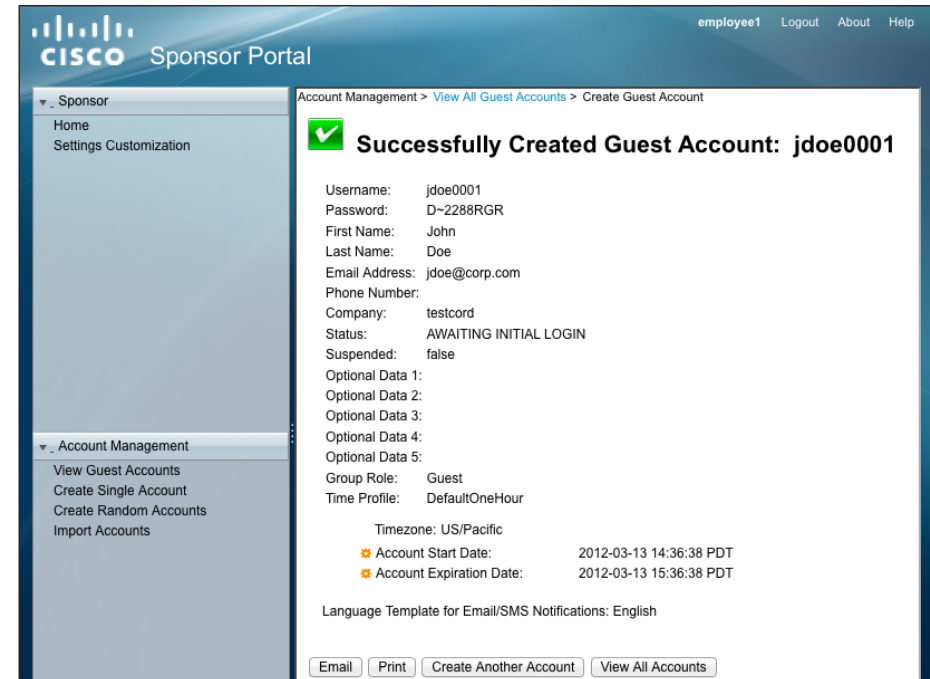 employee1 Logout About Help
CISCO Sponsor Portal
Sponsor
Home
Settings Customization
Account Management
View Guest Accounts
Create Single Account
Create Random Accounts
Import Accounts
Account Management > View All Guest Accounts > Create Guest Account
Successfully Created Guest Account: jdoe0001
Username: jdoe0001
Password: D~2288RGR
First Name: John
Last Name: Doe
Email Address: jdoe@corp.com
Phone Number:
Company: testcord
Status: AWAITING INITIAL LOGIN
Suspended: false
Optional Data 1:
Optional Data 2:
Optional Data 3:
Optional Data 4:
Optional Data 5:
Group Role: Guest
Time Profile: DefaultOneHour
Timezone: US/Pacific
Account Start Date: 2012-03-13 14:36:38 PDT
Account Expiration Date: 2012-03-13 15:36:38 PDT
Language Template for Email/SMS Notifications: English
Email Print Create Another Account View All Accounts